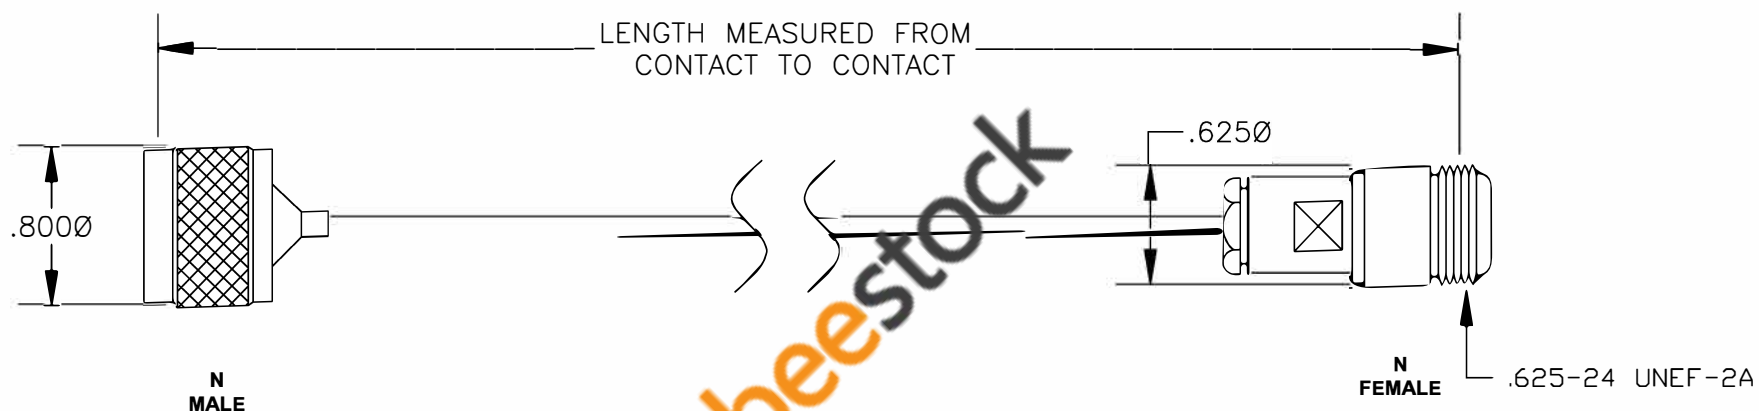 LENGTH MEASURED FROM
CONTACT TO CONTACT
.625Ø
.800Ø
beestock
N
MALE
N
FEMALE
.625-24 UNEF-2A